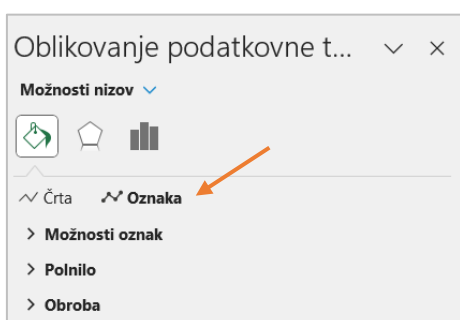 Oblikovanje podatkovne t...
Možnosti nizov
Črta Oznaka
Možnosti oznak
Polnilo
Obroba